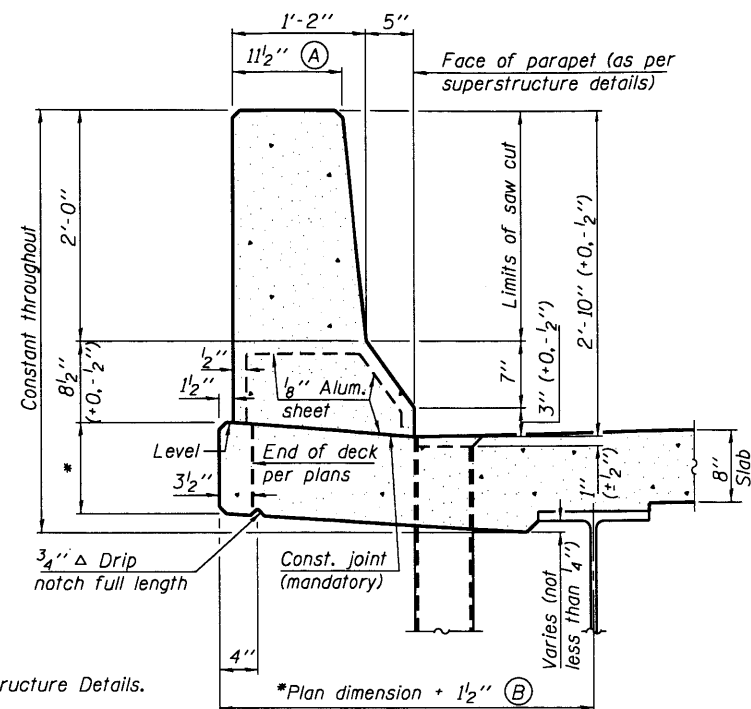 1'-2"
5"
11½" Ⓐ
Face of parapet (as per
superstructure details)
Constant throughout
2'-0"
Limits of saw cut
2'-10" (+0,-½")
8½"
(+0,-½")
½"
1½"
⅛" Alum.
sheet
7"
3" (+0,-½")
Level
End of deck
per plans
*
3½"
1"
(±½")
8"
Slab
¾" Δ Drip
notch full length
Const. joint
(mandatory)
Varies (not
less than ¼")
4"
ructure Details.
*Plan dimension + 1½" Ⓑ